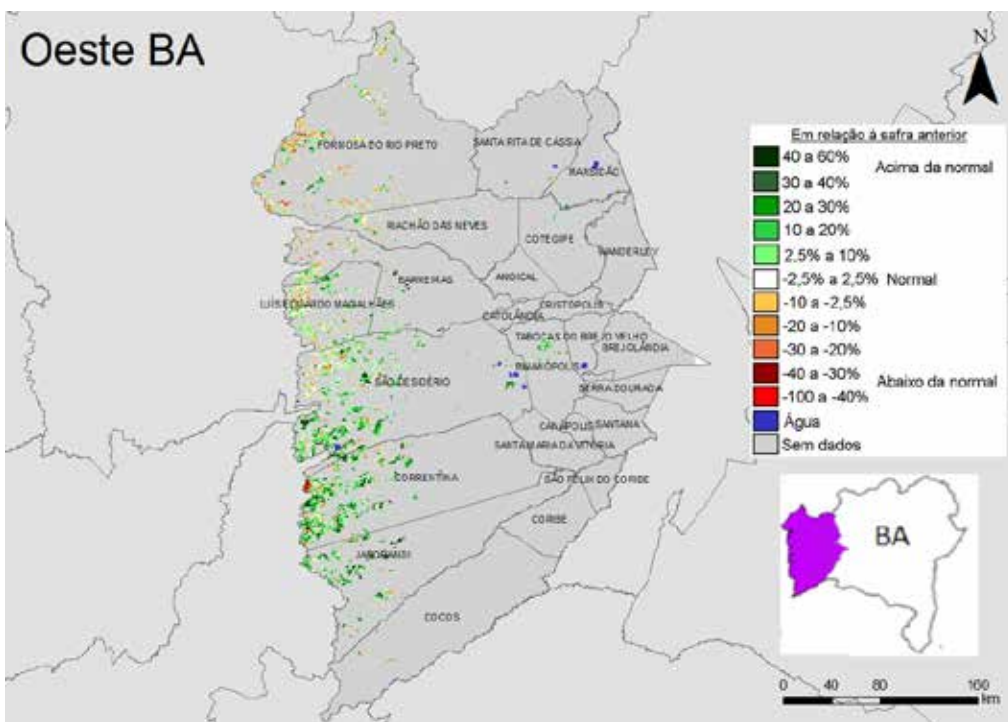 Oeste BA
N
Em relação à safra anterior
40 a 60%
Acima da normal
30 a 40%
20 a 30%
10 a 20%
2,5% a 10%
-2,5% a 2,5%
Normal
-10 a -2,5%
-20 a -10%
-30 a -20%
-40 a -30%
Abaixo da normal
-100 a -40%
Água
Sem dados
FORMOSA DO RIO PRETO
SANTA RITA DE CÁSSIA
MANSIDÃO
RIACHÃO DAS NEVES
COTEGIPE
WANDERLEY
BARREIRAS
ANGICAL
LUÍS EDUARDO MAGALHÃES
CRISTÓPOLIS
CATOLÂNDIA
TABOCAS DO BREJO VELHO
BREJOLÂNDIA
BAIANÓPOLIS
SÃO DESIDÉRIO
SERRA DOURADA
CANÁPOLIS
SANTANA
SANTA MARIA DA VITÓRIA
CORRENTINA
SÃO FÉLIX DO CORIBE
CORIBE
JABORANDI
COCOS
BA
0 40 80 160
km